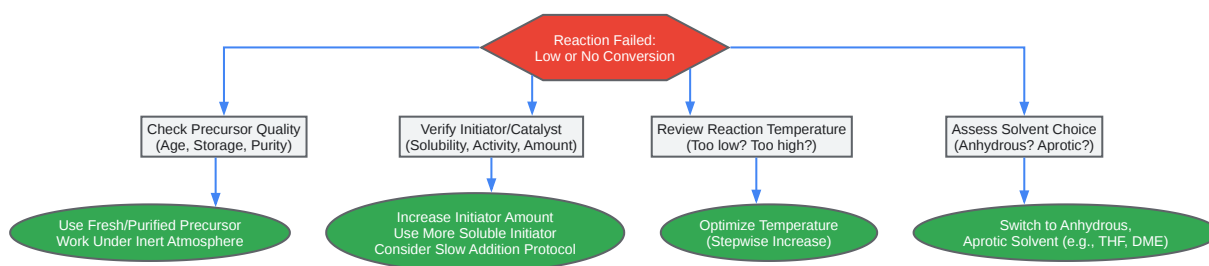 Reaction Failed:
Low or No Conversion
Check Precursor Quality
(Age, Storage, Purity)
Verify Initiator/Catalyst
(Solubility, Activity, Amount)
Review Reaction Temperature
(Too low? Too high?)
Assess Solvent Choice
(Anhydrous? Aprotic?)
Use Fresh/Purified Precursor
Work Under Inert Atmosphere
Increase Initiator Amount
Use More Soluble Initiator
Consider Slow Addition Protocol
Optimize Temperature
(Stepwise Increase)
Switch to Anhydrous,
Aprotic Solvent (e.g., THF, DME)